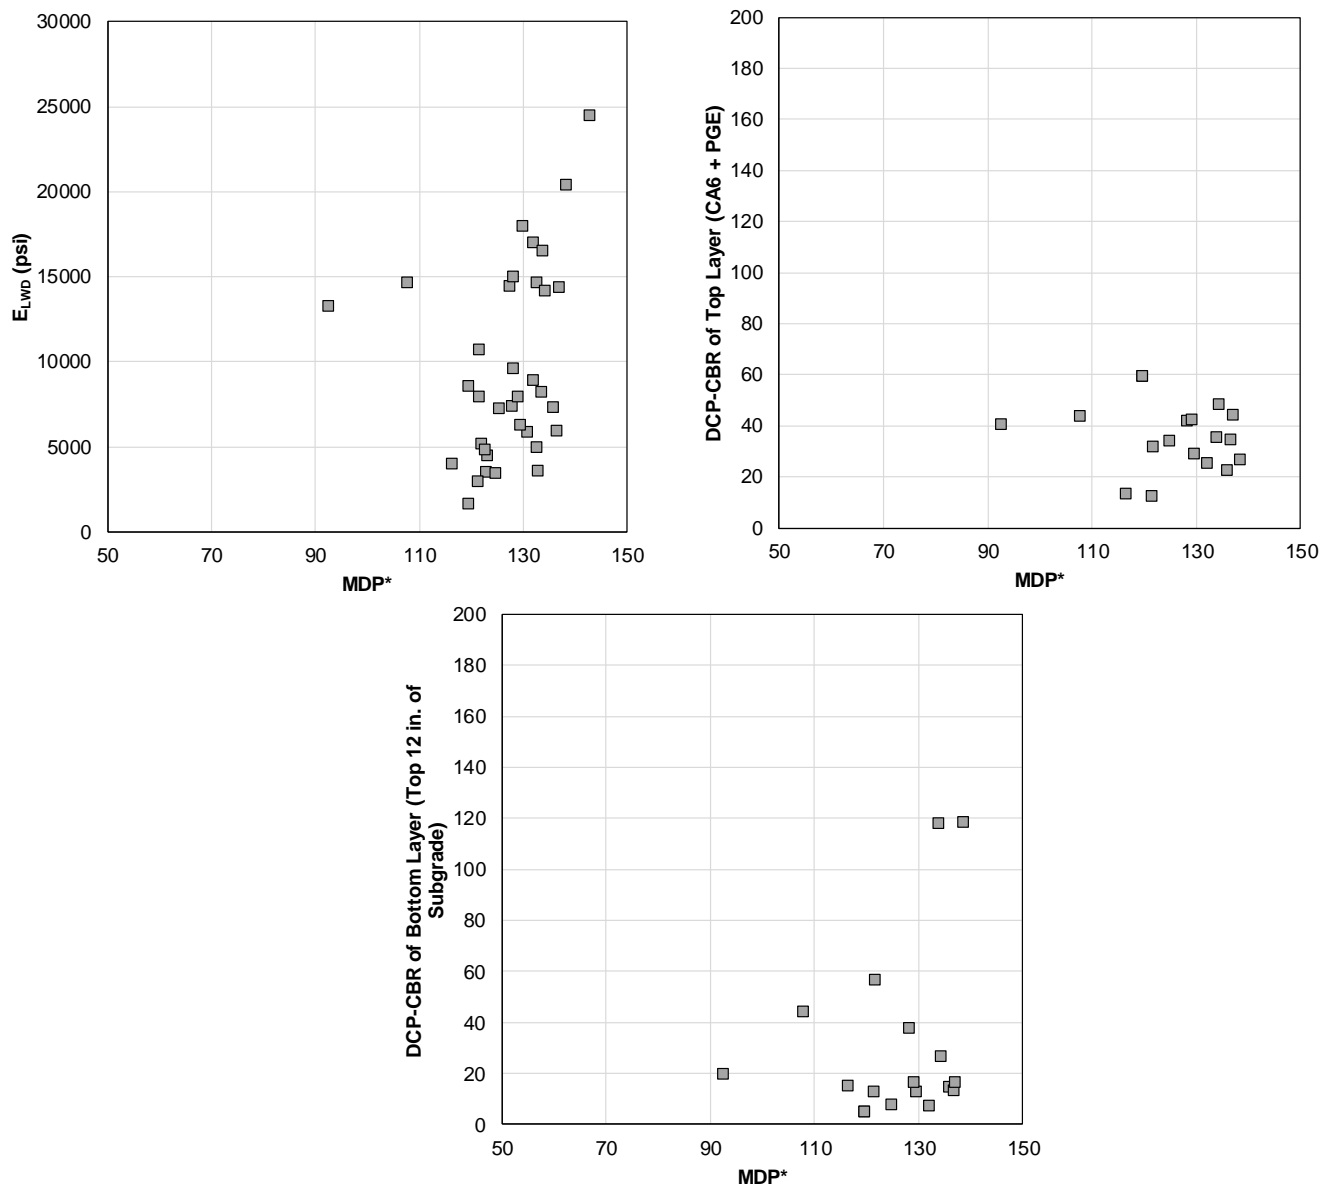 30000
25000
20000
15000
10000
5000
0
E_LWD (psi)
50 70 90 110 130 150
MDP*
200
180
160
140
120
100
80
60
40
20
0
DCP-CBR of Top Layer (CA6 + PGE)
50 70 90 110 130 150
MDP*
200
180
160
140
120
100
80
60
40
20
0
DCP-CBR of Bottom Layer (Top 12 in. of
Subgrade)
50 70 90 110 130 150
MDP*